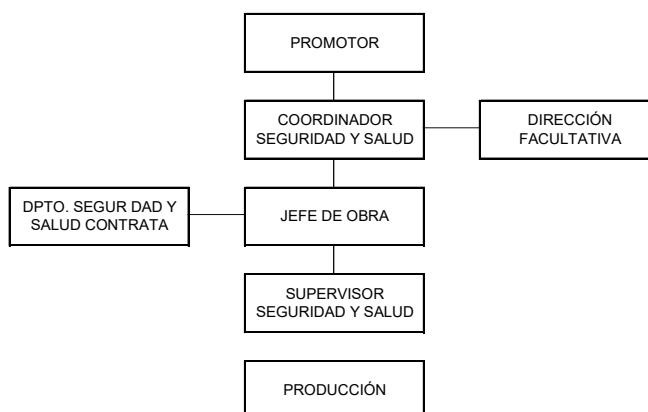 PROMOTOR
COORDINADOR
SEGURIDAD Y SALUD
DIRECCIÓN
FACULTATIVA
DPTO. SEGUR DAD Y
SALUD CONTRATA
JEFE DE OBRA
SUPERVISOR
SEGURIDAD Y SALUD
PRODUCCIÓN